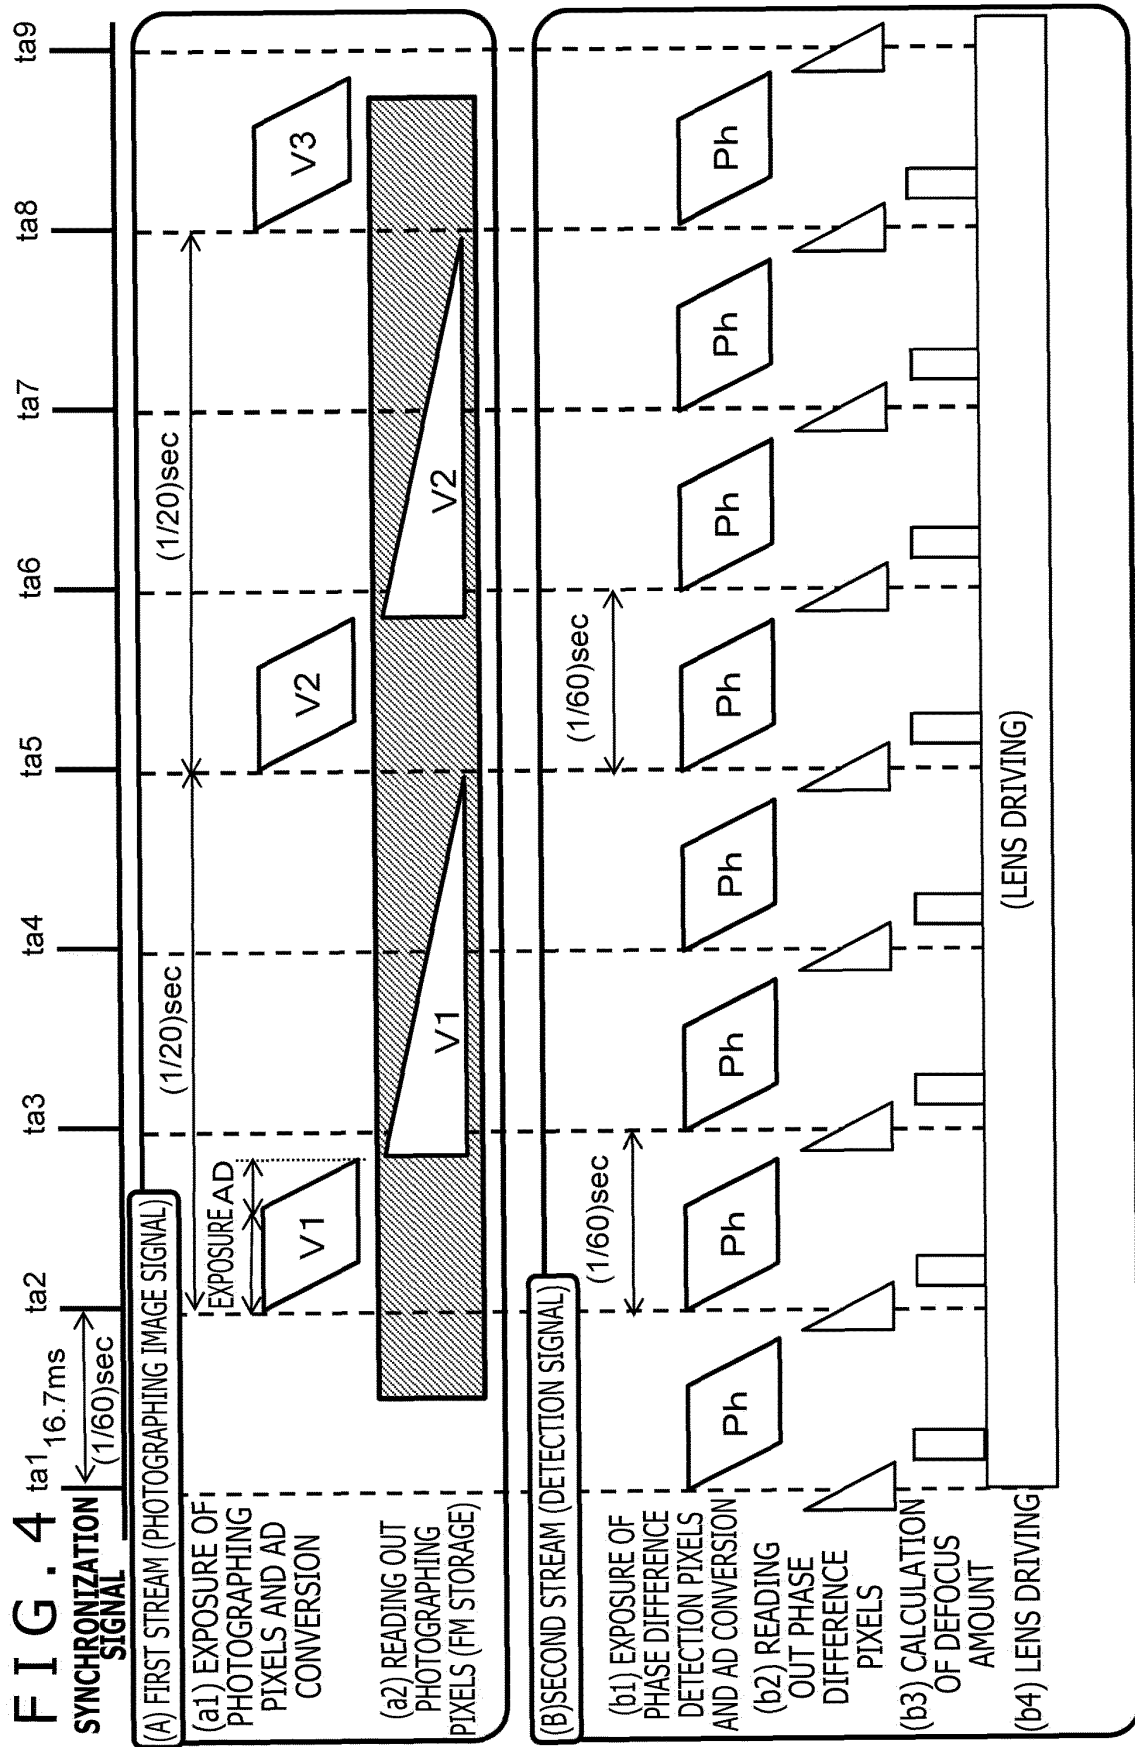 FIG. 4
SYNCHRONIZATION
SIGNAL
ta1
ta2
ta3
ta4
ta5
ta6
ta7
ta8
ta9
16.7ms
(1/60)sec
(A) FIRST STREAM (PHOTOGRAPHING IMAGE SIGNAL)
(1/20)sec
(1/20)sec
(a1) EXPOSURE OF
PHOTOGRAPHING
PIXELS AND AD
CONVERSION
EXPOSURE AD
V1
V2
V3
(a2) READING OUT
PHOTOGRAPHING
PIXELS (FM STORAGE)
V1
V2
(B)SECOND STREAM (DETECTION SIGNAL)
(1/60)sec
(1/60)sec
(b1) EXPOSURE OF
PHASE DIFFERENCE
DETECTION PIXELS
AND AD CONVERSION
Ph
Ph
Ph
Ph
Ph
Ph
Ph
Ph
(b2) READING
OUT PHASE
DIFFERENCE
PIXELS
(b3) CALCULATION
OF DEFOCUS
AMOUNT
(b4) LENS DRIVING
(LENS DRIVING)